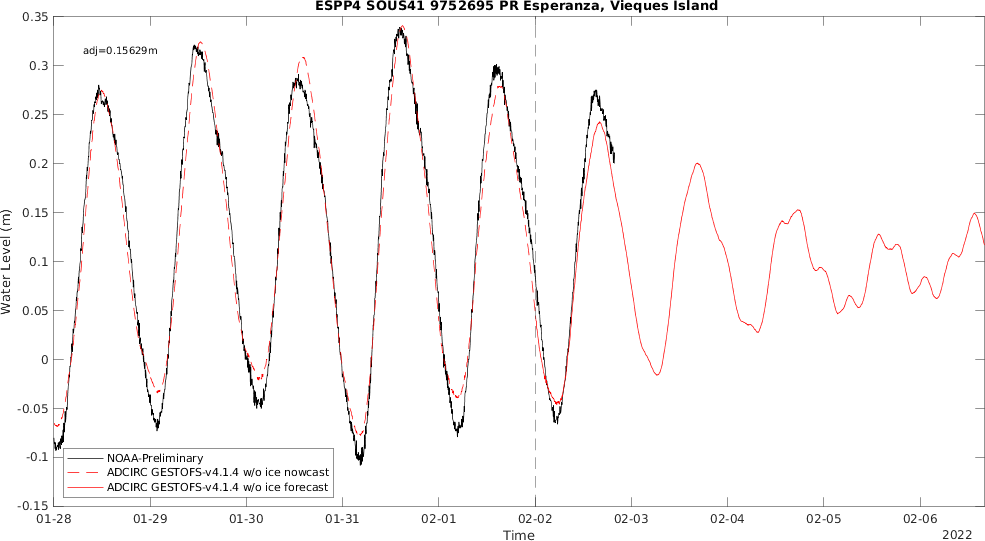 ESPP4 SOUS41 9752695 PR Esperanza, Vieques Island
0.35
0.3
0.25
0.2
0.15
0.1
0.05
0
-0.05
-0.1
-0.15
Water Level (m)
adj=0.15629m
NOAA-Preliminary
ADCIRC GESTOFS-v4.1.4 w/o ice nowcast
ADCIRC GESTOFS-v4.1.4 w/o ice forecast
01-28 01-29 01-30 01-31 02-01 02-02 02-03 02-04 02-05 02-06
Time
2022